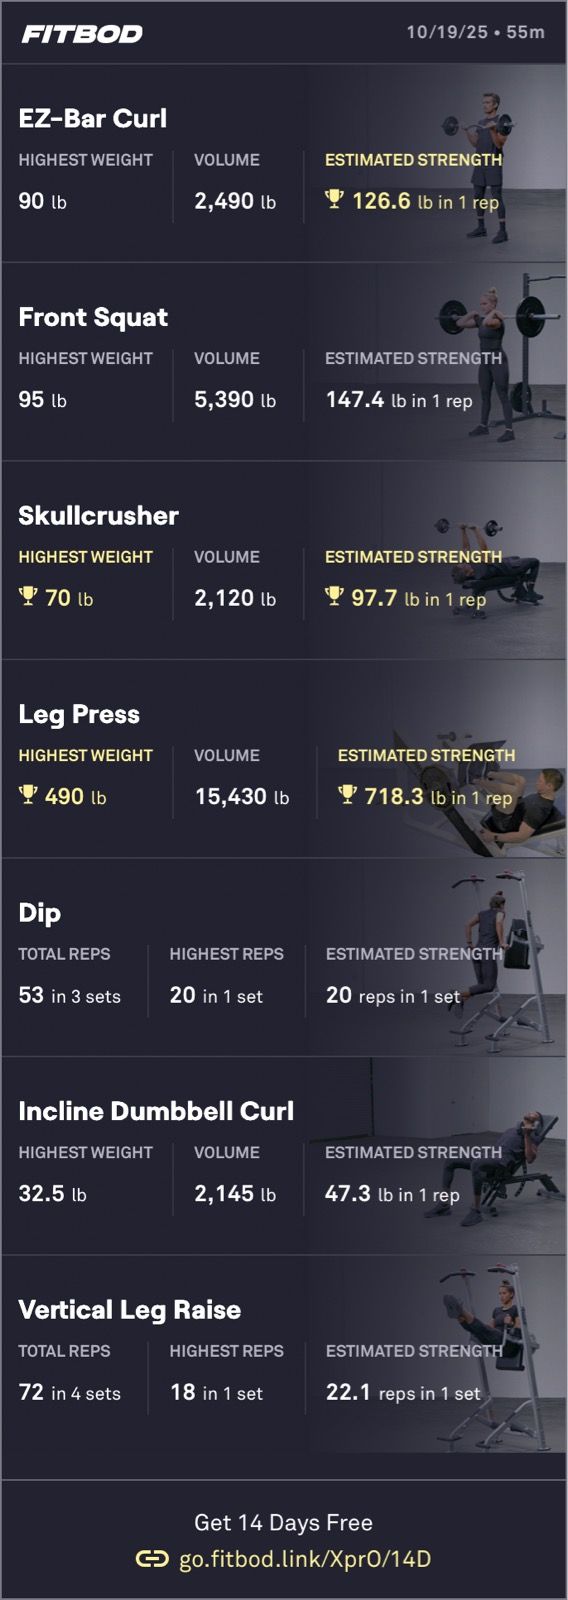 FITBOD
10/19/25 • 55m
EZ-Bar Curl
HIGHEST WEIGHT VOLUME ESTIMATED STRENGTH
90 lb 2,490 lb 126.6 lb in 1 rep
Front Squat
HIGHEST WEIGHT VOLUME ESTIMATED STRENGTH
95 lb 5,390 lb 147.4 lb in 1 rep
Skullcrusher
HIGHEST WEIGHT VOLUME ESTIMATED STRENGTH
70 lb 2,120 lb 97.7 lb in 1 rep
Leg Press
HIGHEST WEIGHT VOLUME ESTIMATED STRENGTH
490 lb 15,430 lb 718.3 lb in 1 rep
Dip
TOTAL REPS HIGHEST REPS ESTIMATED STRENGTH
53 in 3 sets 20 in 1 set 20 reps in 1 set
Incline Dumbbell Curl
HIGHEST WEIGHT VOLUME ESTIMATED STRENGTH
32.5 lb 2,145 lb 47.3 lb in 1 rep
Vertical Leg Raise
TOTAL REPS HIGHEST REPS ESTIMATED STRENGTH
72 in 4 sets 18 in 1 set 22.1 reps in 1 set
Get 14 Days Free
go.fitbod.link/XprO/14D